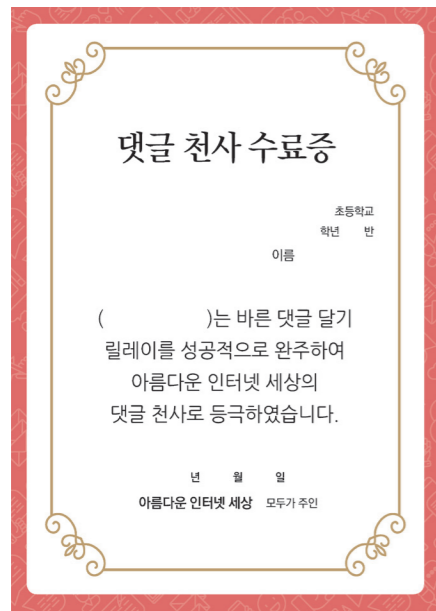 댓글 천사 수료증
초등학교
학년 반
이름
( )는 바른 댓글 달기
릴레이를 성공적으로 완주하여
아름다운 인터넷 세상의
댓글 천사로 등극하였습니다.
년 월 일
아름다운 인터넷 세상 모두가 주인